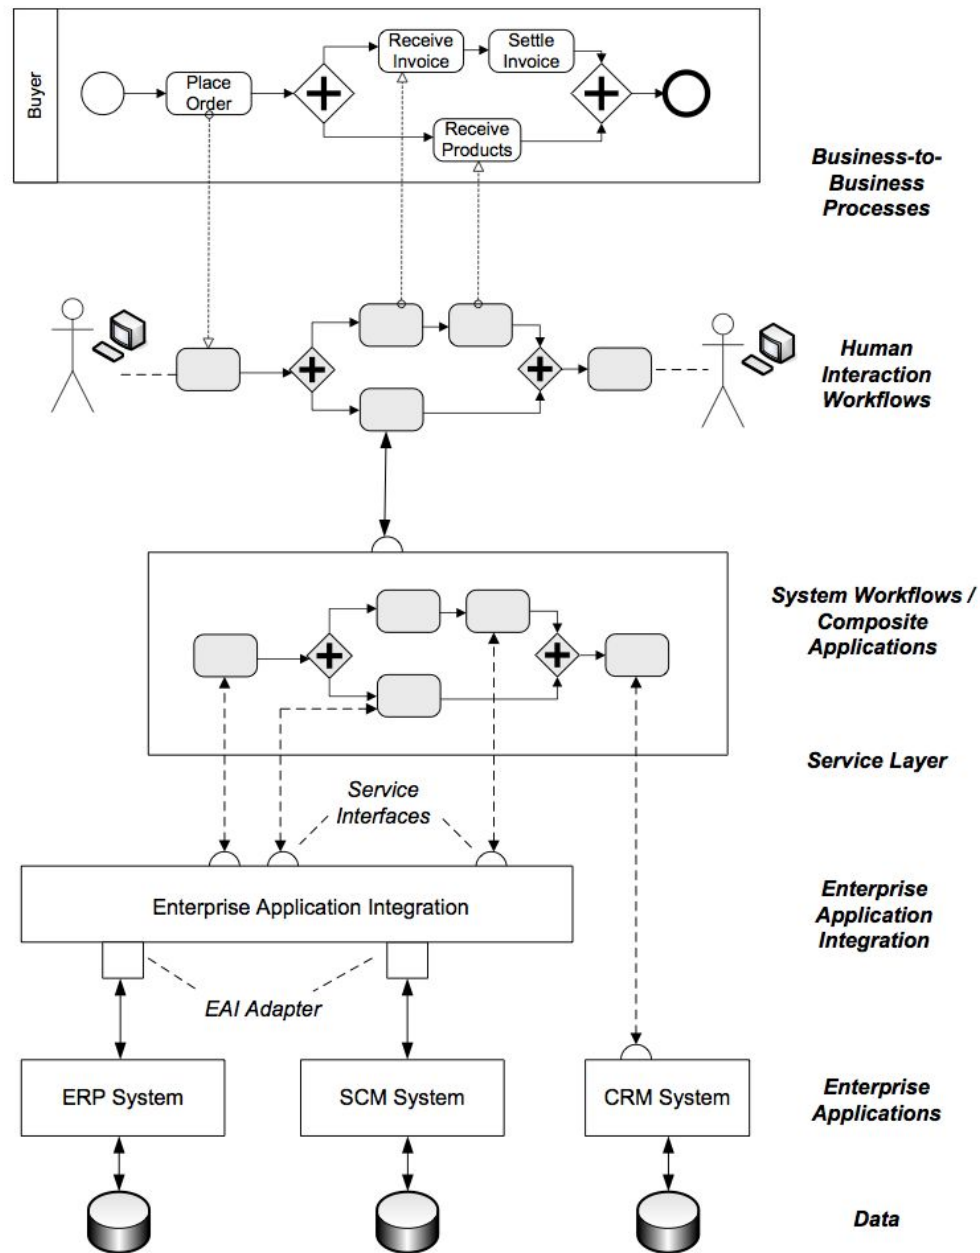 Buyer
Place
Order
Receive
Invoice
Settle
Invoice
Receive
Products
Business-to-
Business
Processes
Human
Interaction
Workflows
System Workflows /
Composite
Applications
Service Layer
Service
Interfaces
Enterprise Application Integration
Enterprise
Application
Integration
EAI Adapter
ERP System
SCM System
CRM System
Enterprise
Applications
Data